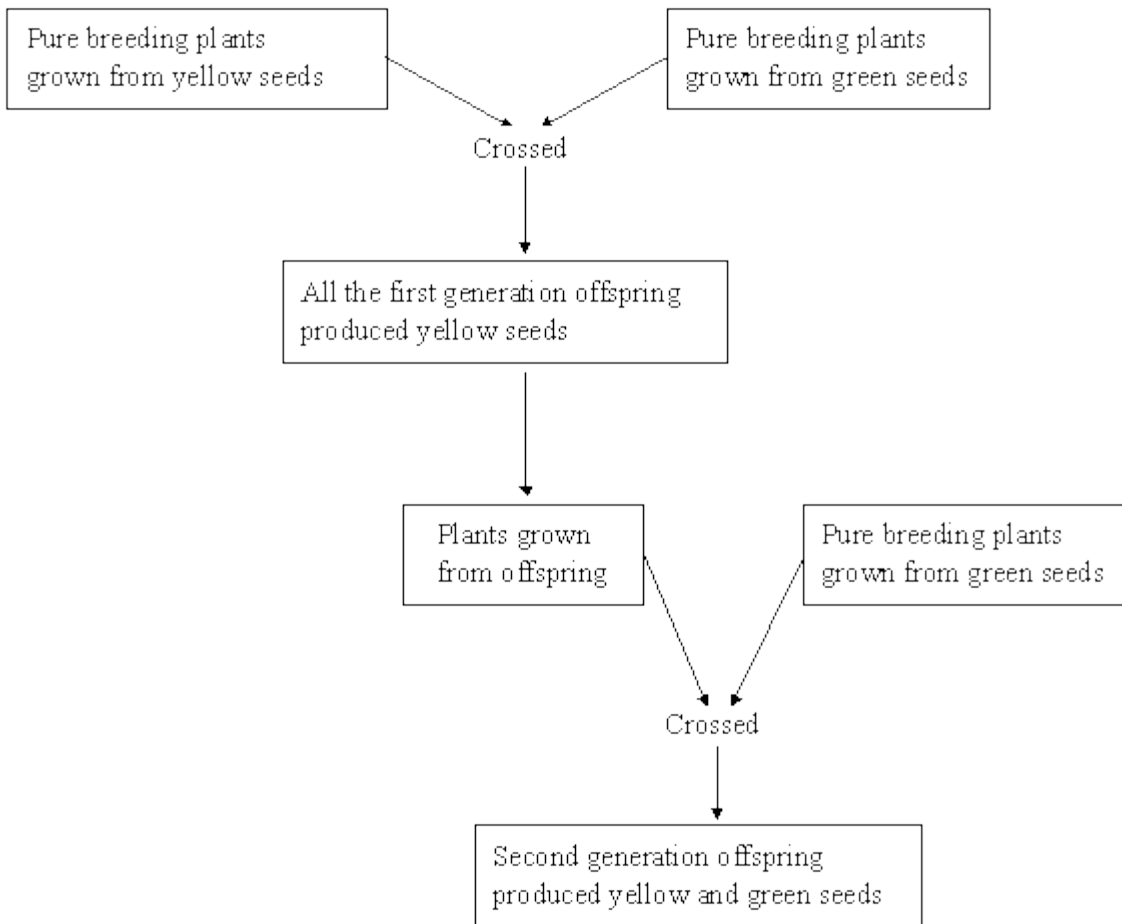 Pure breeding plants
grown from yellow seeds
Pure breeding plants
grown from green seeds
Crossed
All the first generation offspring
produced yellow seeds
Plants grown
from offspring
Pure breeding plants
grown from green seeds
Crossed
Second generation offspring
produced yellow and green seeds